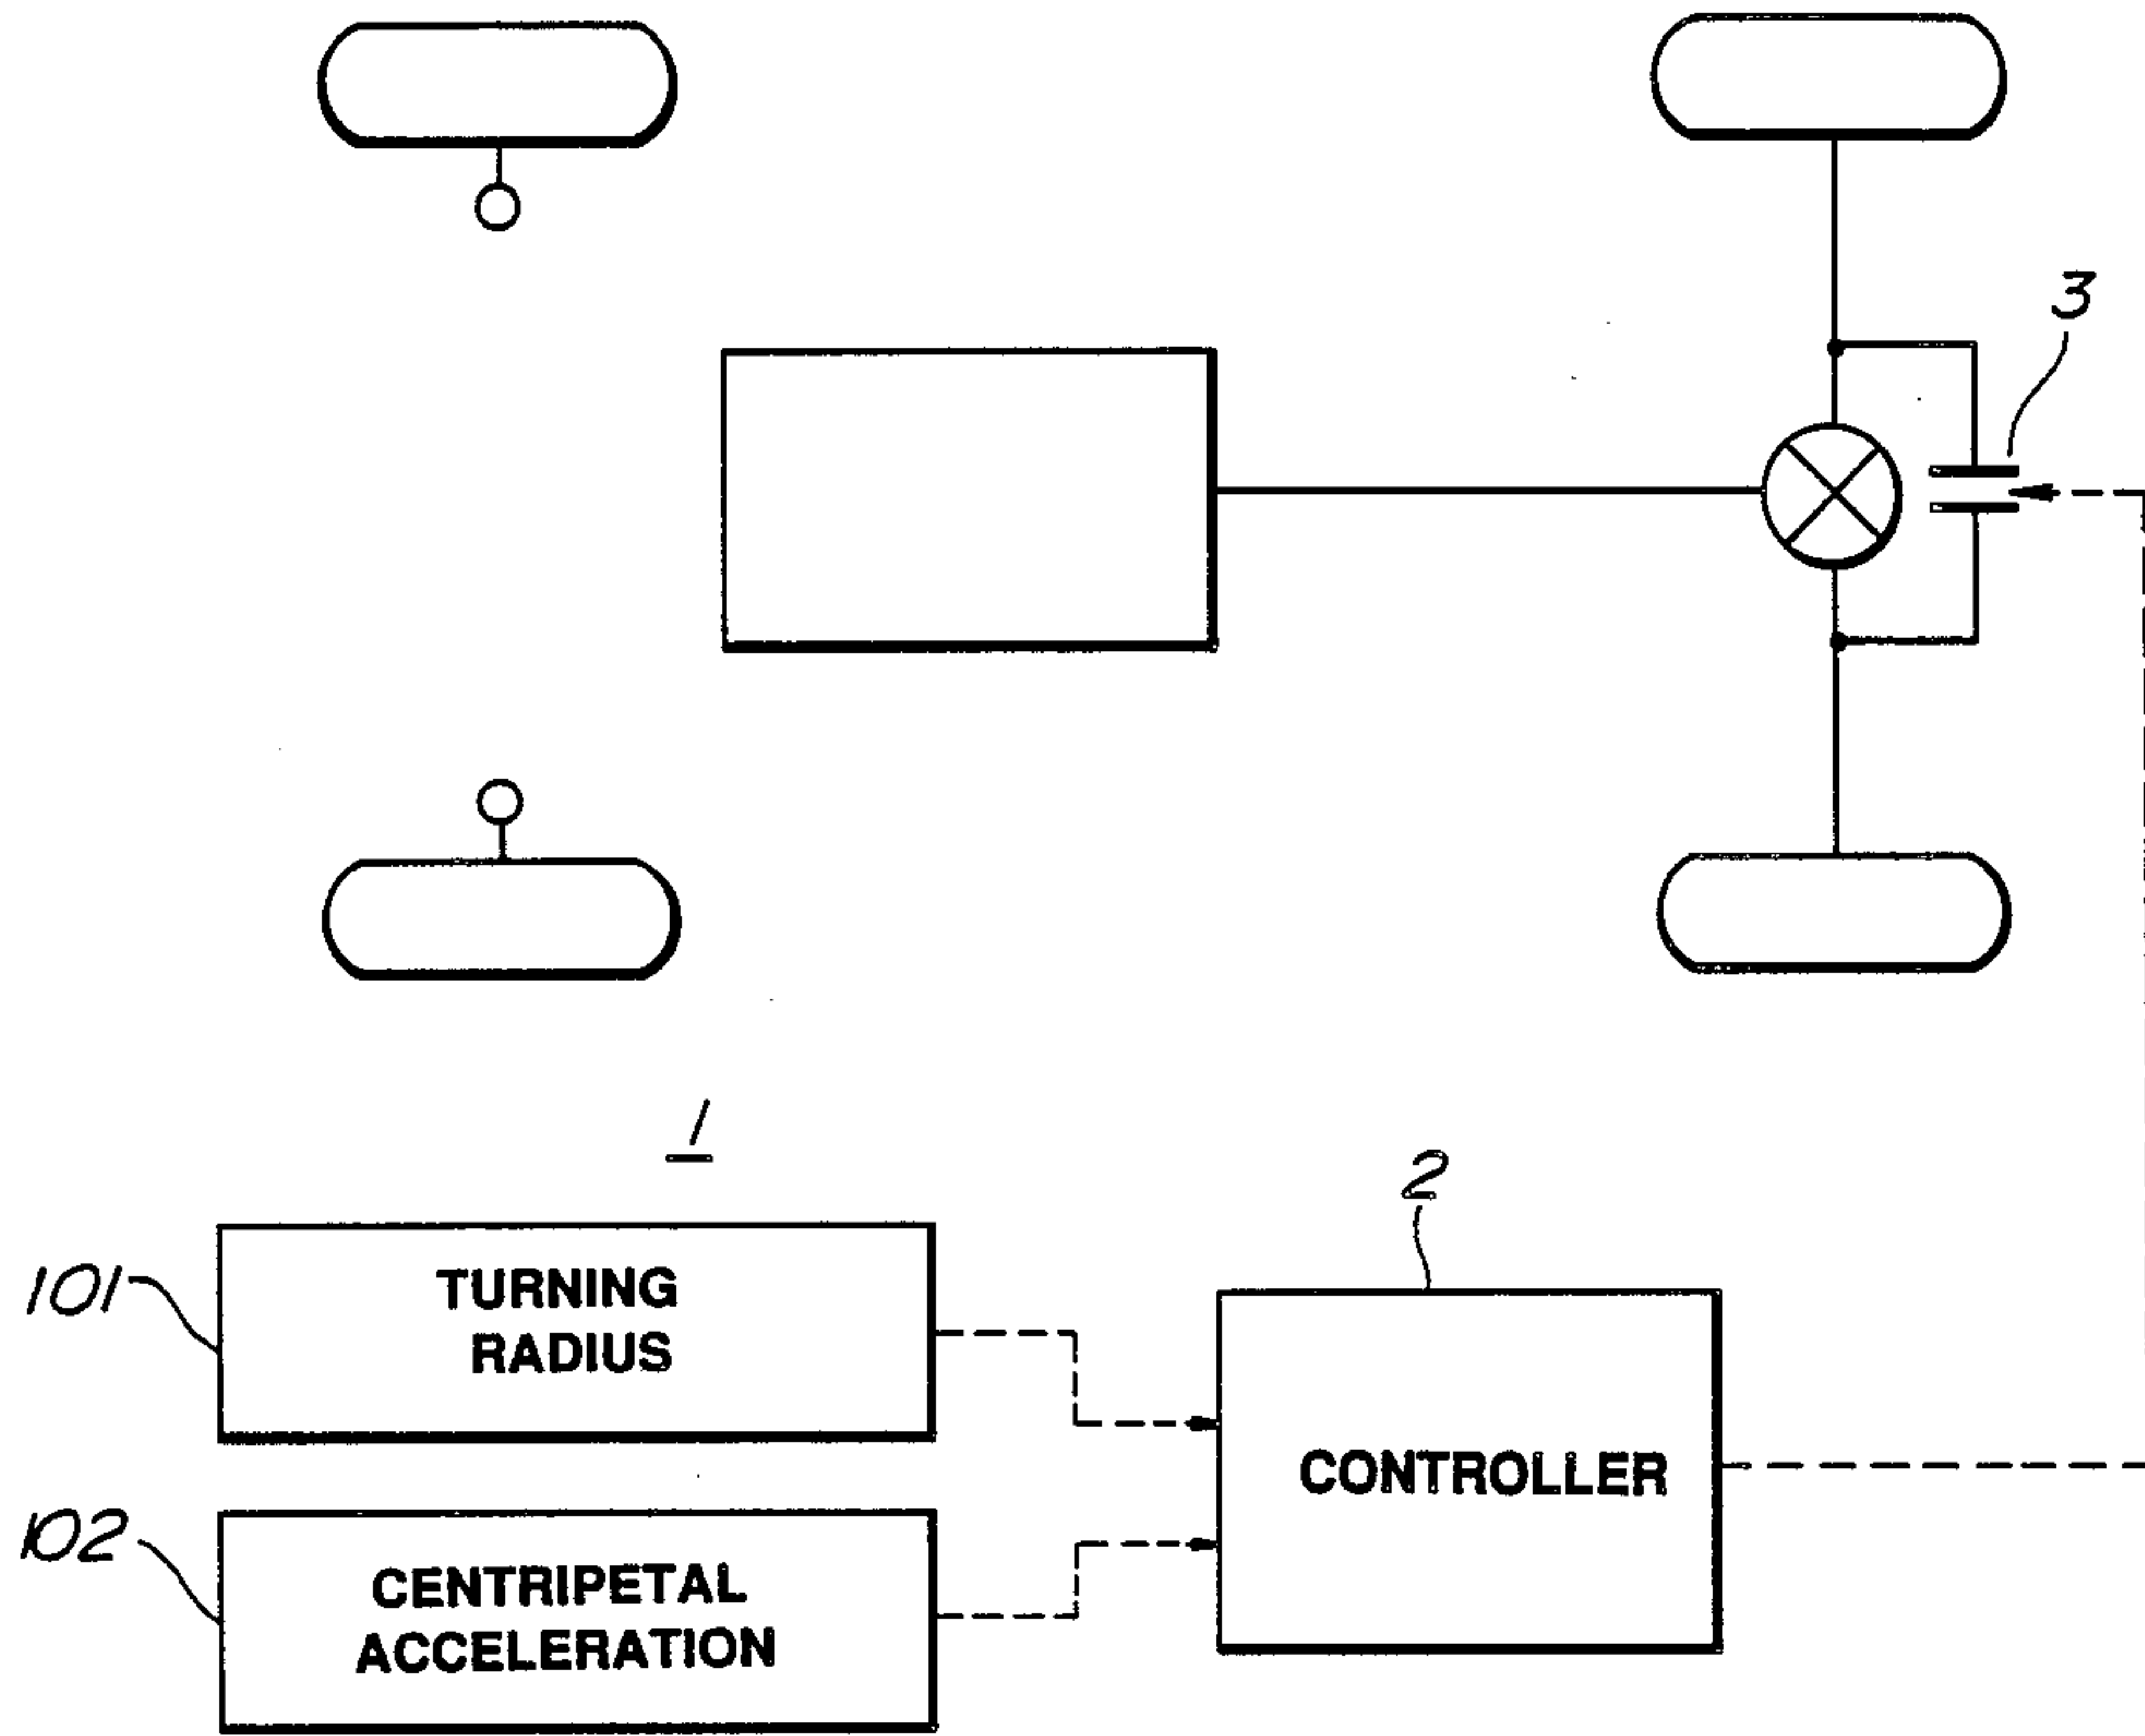 3
1
2
101
TURNING
RADIUS
CONTROLLER
102
CENTRIPETAL
ACCELERATION